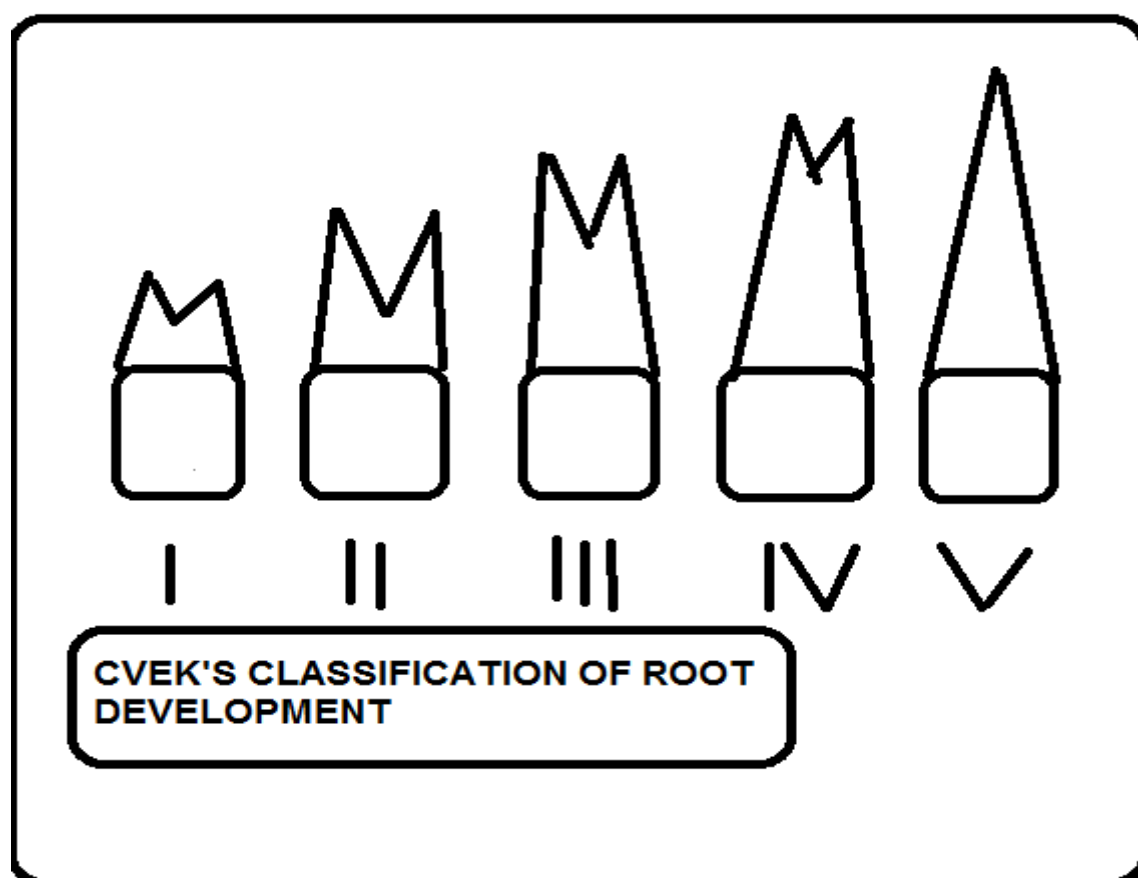 I II III IV V
CVEK'S CLASSIFICATION OF ROOT
DEVELOPMENT